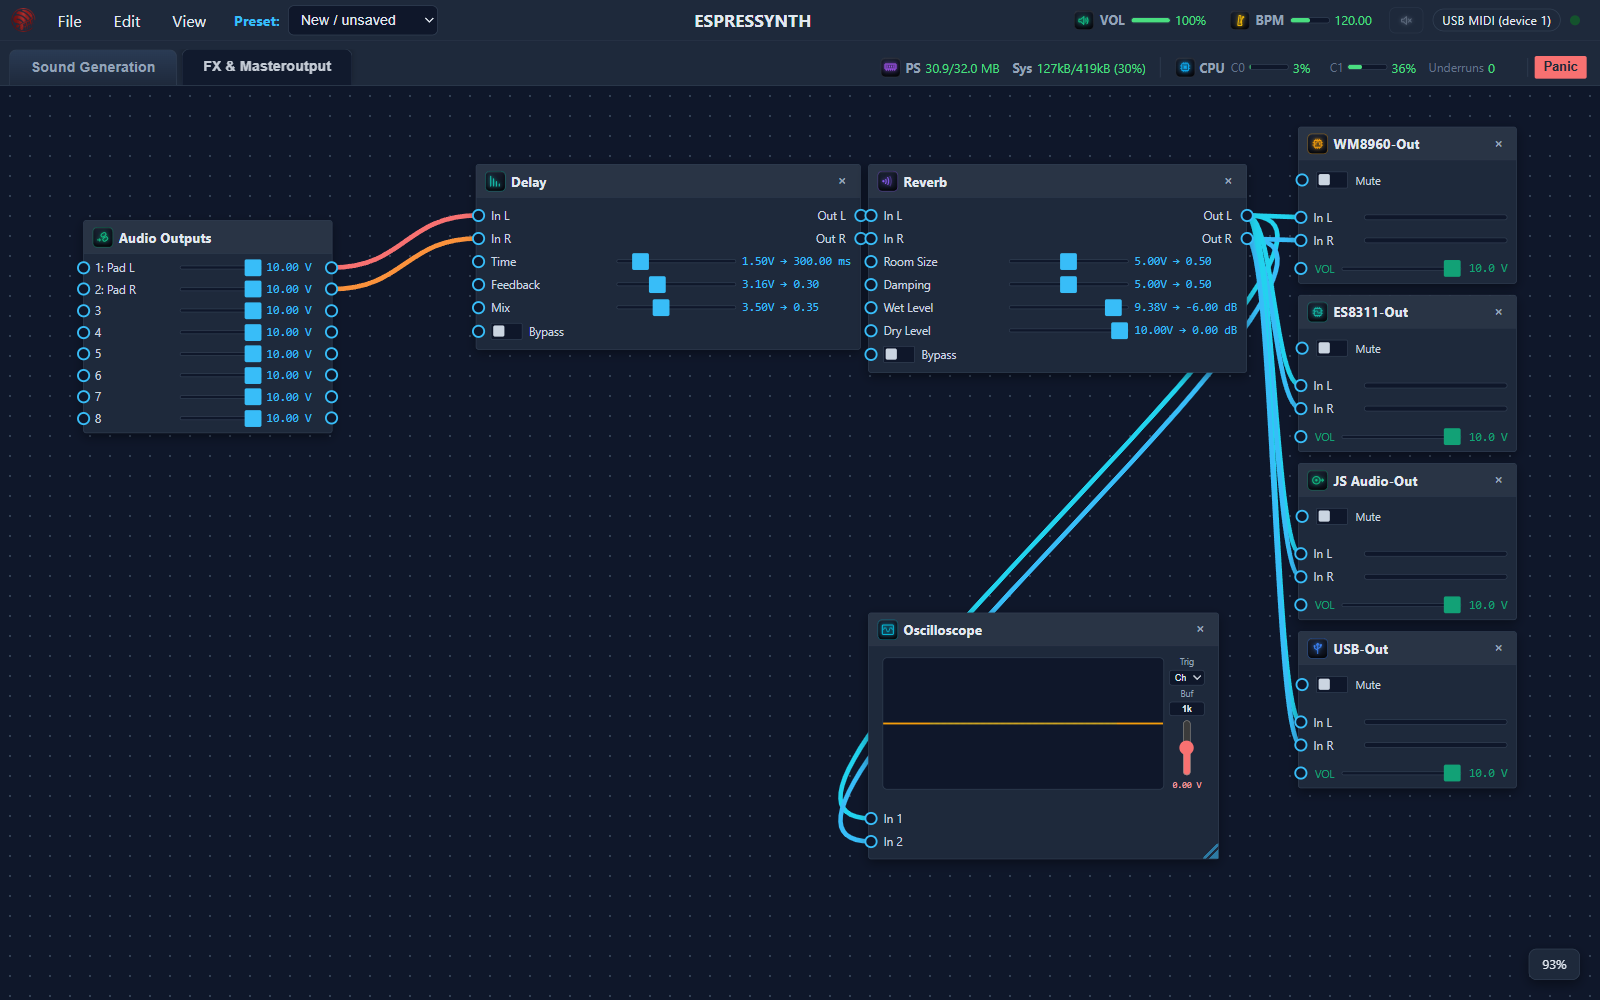 File Edit View Preset: New / unsaved ESPRESSYNTH VOL 100% BPM 120.00 USB MIDI (device 1)
Sound Generation FX & Masteroutput PS 30.9/32.0 MB Sys 127kB/419kB (30%) CPU C0 3% C1 36% Underruns 0 Panic
Audio Outputs
1: Pad L 10.00 V
2: Pad R 10.00 V
3 10.00 V
4 10.00 V
5 10.00 V
6 10.00 V
7 10.00 V
8 10.00 V
Delay ×
In L Out L
In R Out R
Time 1.50V → 300.00 ms
Feedback 3.16V → 0.30
Mix 3.50V → 0.35
Bypass
Reverb ×
In L Out L
In R Out R
Room Size 5.00V → 0.50
Damping 5.00V → 0.50
Wet Level 9.38V → -6.00 dB
Dry Level 10.00V → 0.00 dB
Bypass
WM8960-Out ×
Mute
In L
In R
VOL 10.0 V
ES8311-Out ×
Mute
In L
In R
VOL 10.0 V
JS Audio-Out ×
Mute
In L
In R
VOL 10.0 V
USB-Out ×
Mute
In L
In R
VOL 10.0 V
Oscilloscope ×
Trig
Ch
Buf
1k
0.00 V
In 1
In 2
93%